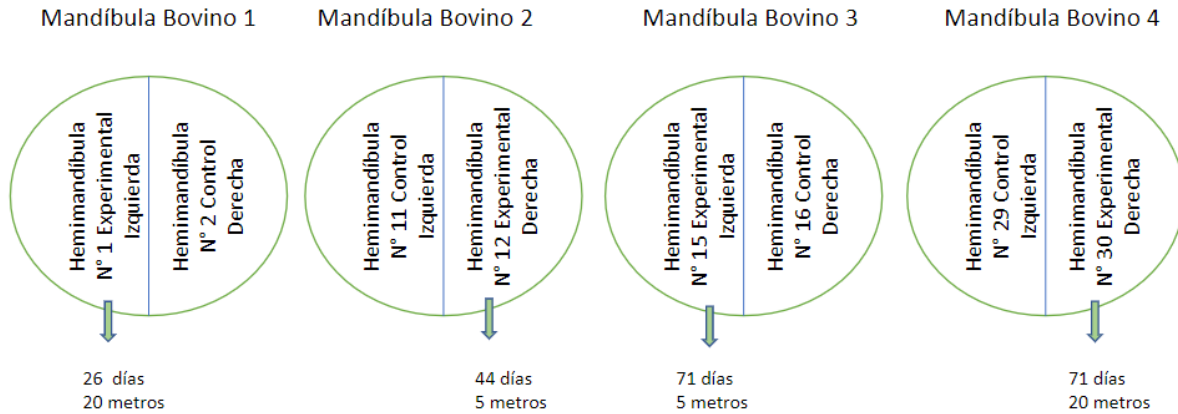 Mandíbula Bovino 1
Mandíbula Bovino 2
Mandíbula Bovino 3
Mandíbula Bovino 4
Hemimandíbula
N° 1 Experimental
Izquierda
Hemimandíbula
N° 2 Control
Derecha
Hemimandíbula
N° 11 Control
Izquierda
Hemimandíbula
N° 12 Experimental
Derecha
Hemimandíbula
N° 15 Experimental
Izquierda
Hemimandíbula
N° 16 Control
Derecha
Hemimandíbula
N° 29 Control
Izquierda
Hemimandíbula
N° 30 Experimental
Derecha
26 días
20 metros
44 días
5 metros
71 días
5 metros
71 días
20 metros